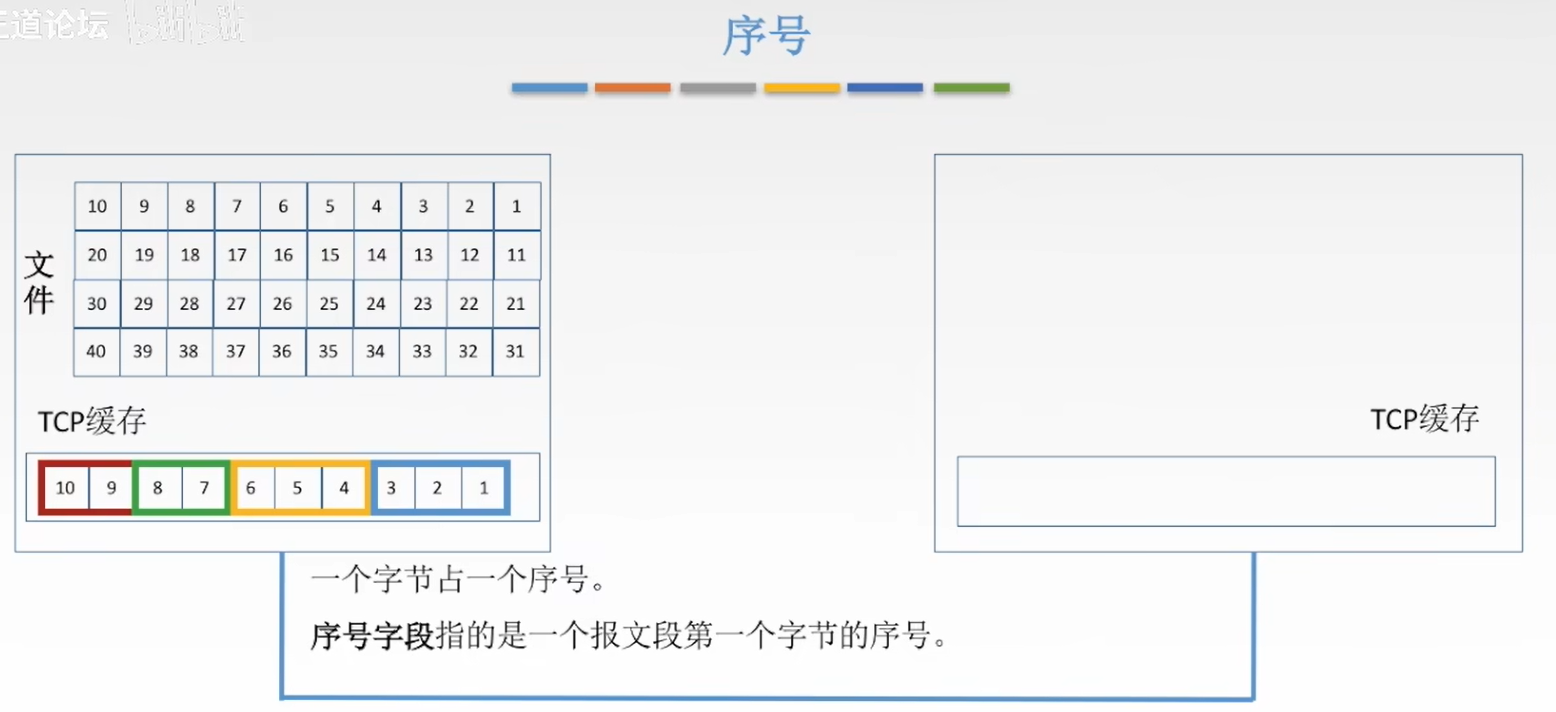 王道论坛 bilibili
序号
文件
10 9 8 7 6 5 4 3 2 1
20 19 18 17 16 15 14 13 12 11
30 29 28 27 26 25 24 23 22 21
40 39 38 37 36 35 34 33 32 31
TCP缓存
TCP缓存
10 9 8 7 6 5 4 3 2 1
一个字节占一个序号。
序号字段指的是一个报文段第一个字节的序号。